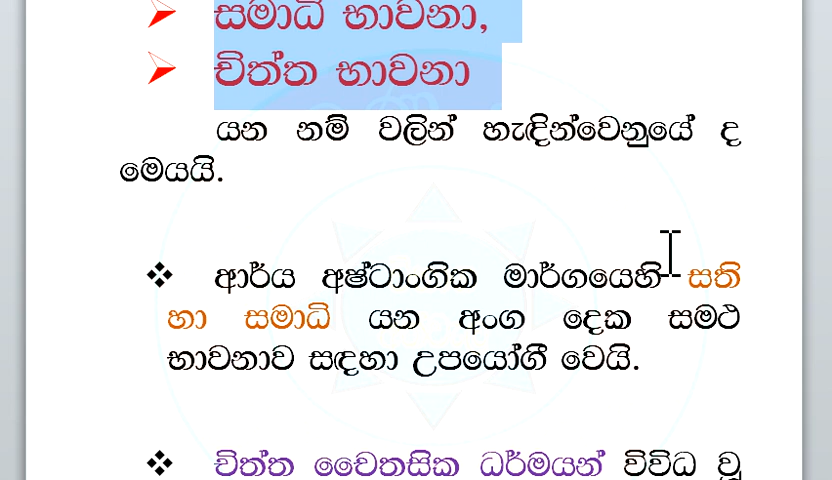 සමාධි භාවනා,
චිත්ත භාවනා
යන නම් වලින් හැඳින්වෙනුයේ ද
මෙයයි.
ආර්ය අෂ්ටාංගික මාර්ගයෙහි සති
හා සමාධි යන අංග දෙක සමථ
භාවනාව සඳහා උපයෝගී වෙයි.
චිත්ත චෛතසික ධර්මයන් විවිධ වූ